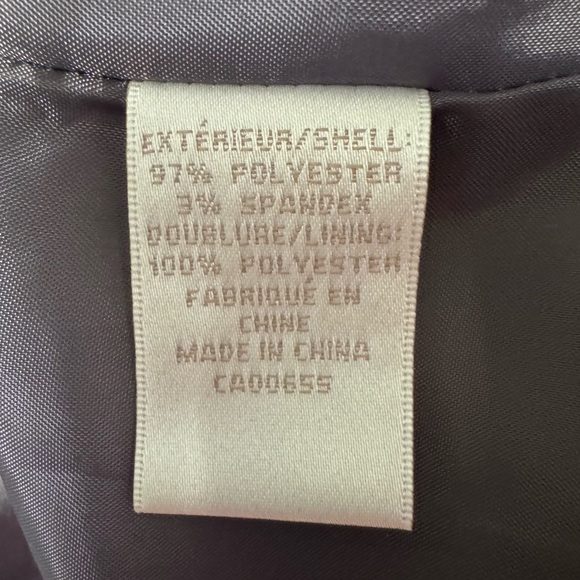 EXTÉRIEUR/SHELL:
97% POLYESTER
3% SPANDEX
DOUBLURE/LINING:
100% POLYESTER
FABRIQUÉ EN
CHINE
MADE IN CHINA
CA00655